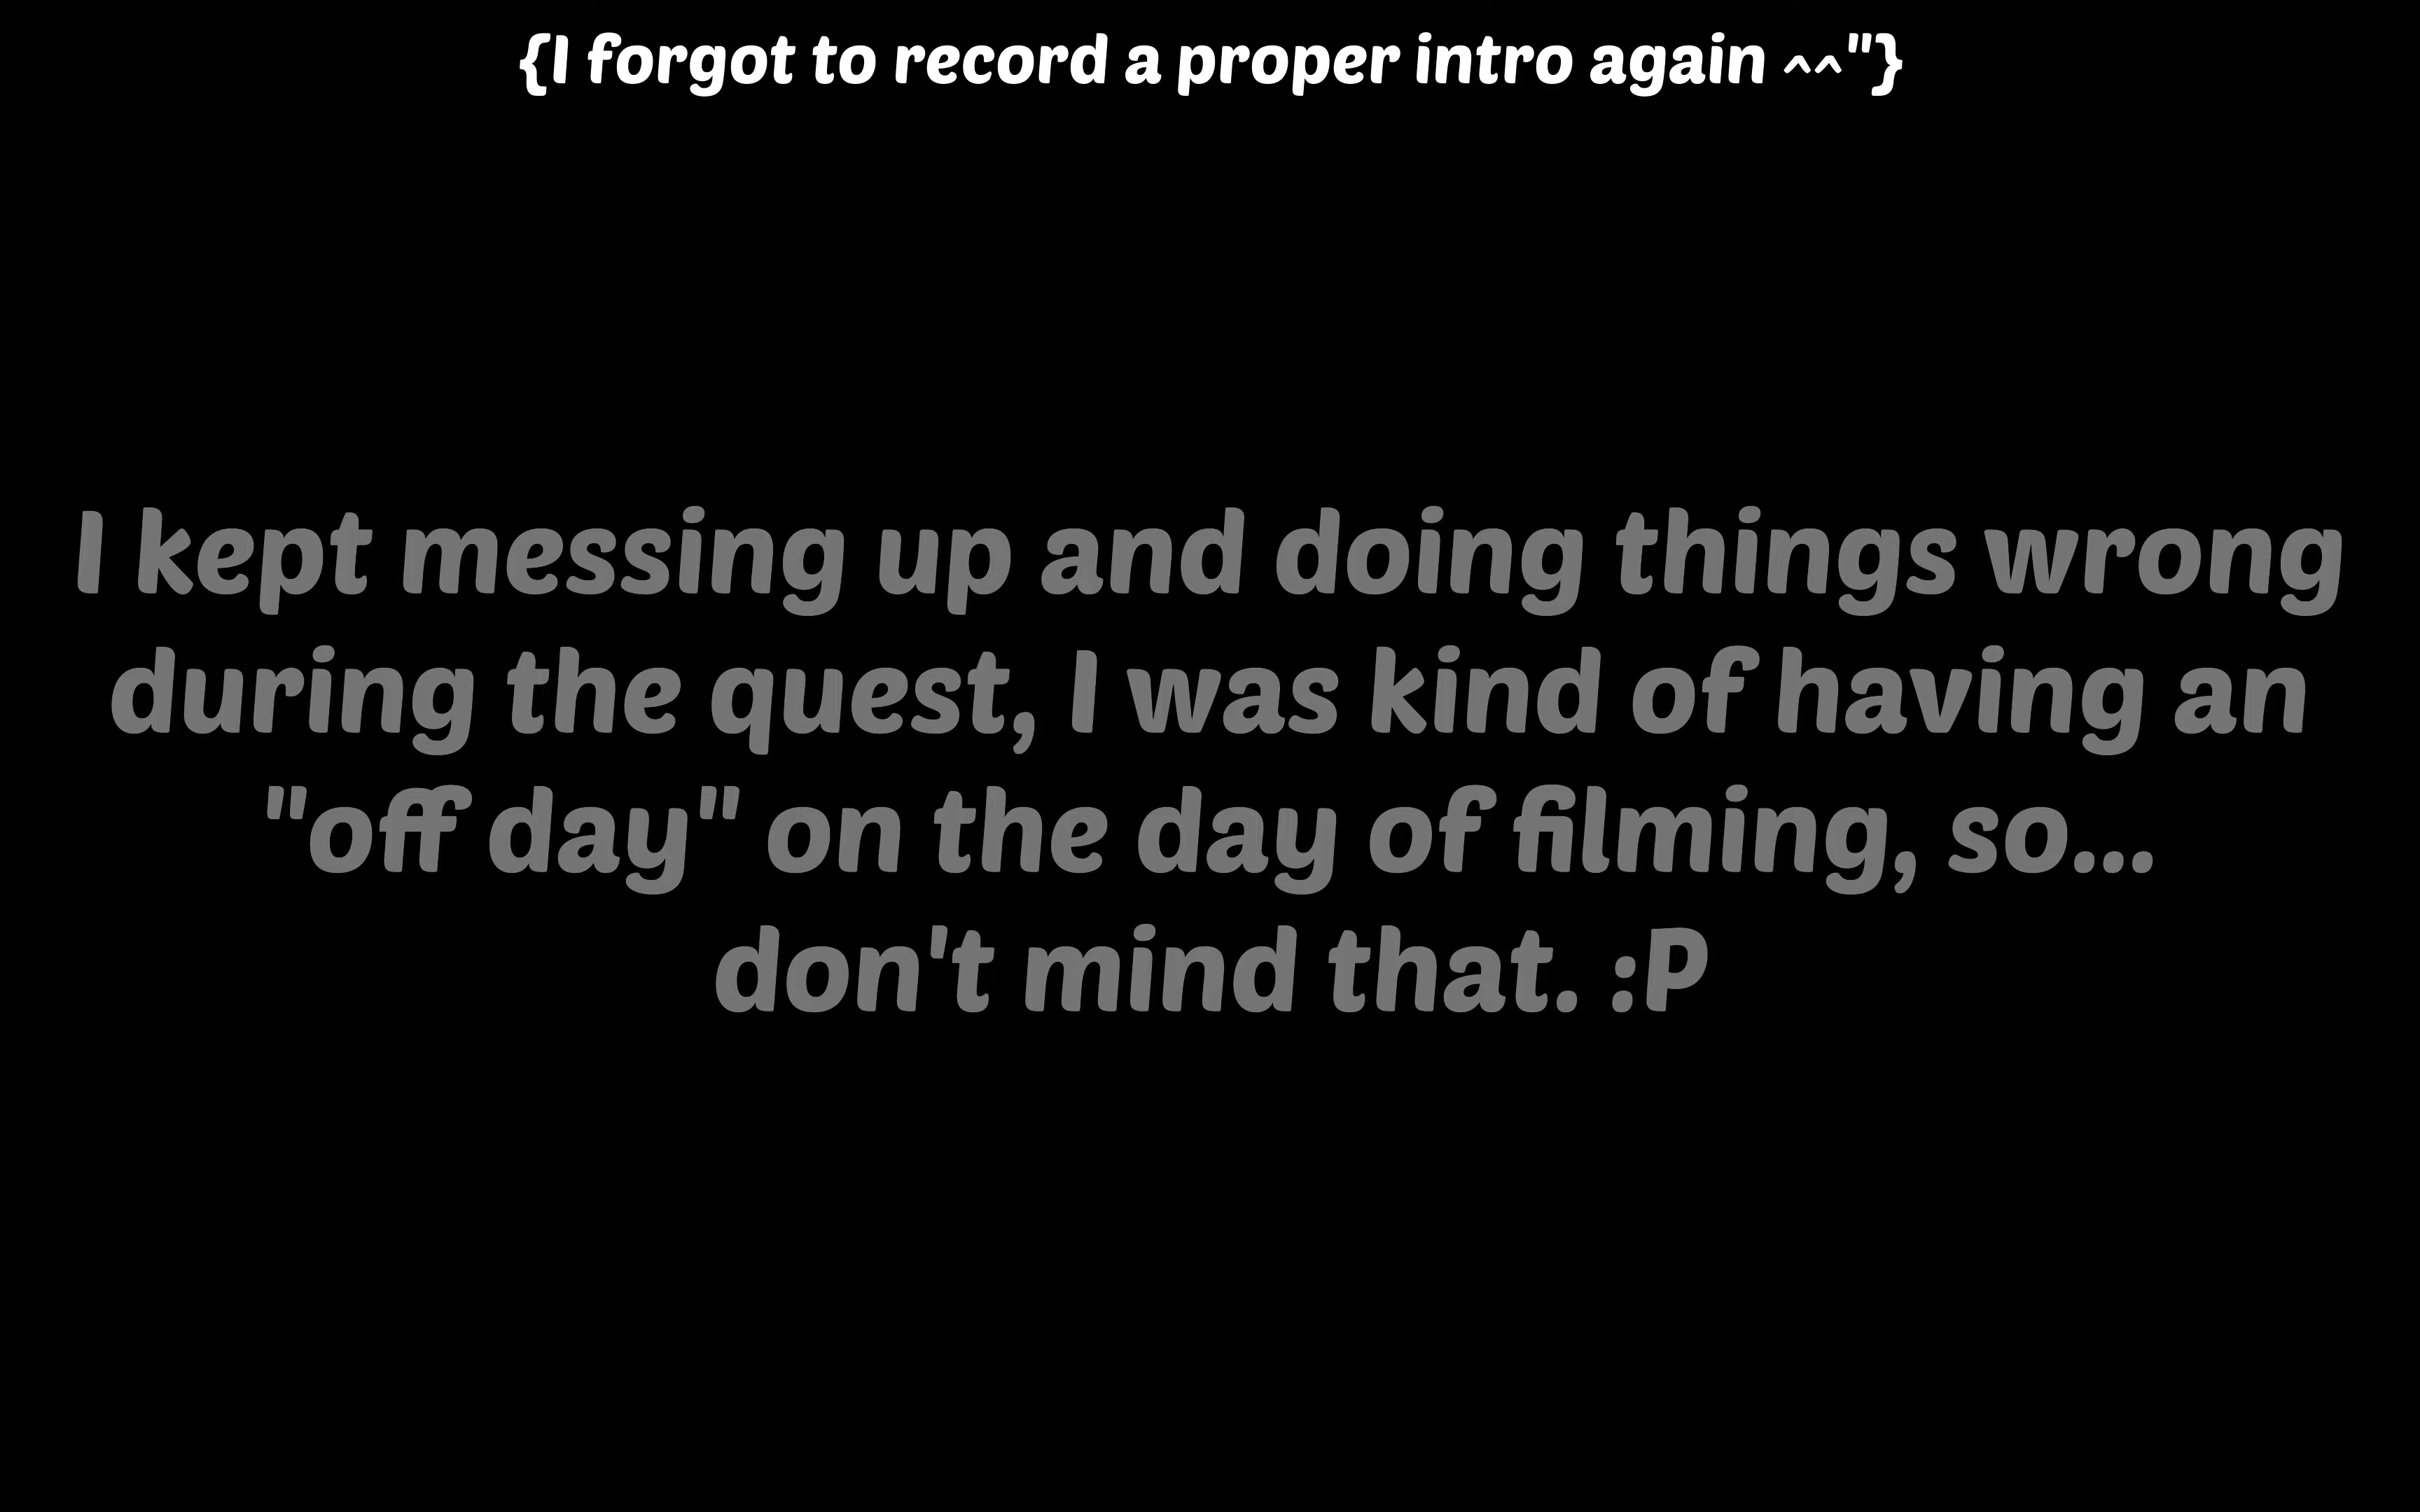 {I forgot to record a proper intro again ^^"}
I kept messing up and doing things wrong
during the quest, I was kind of having an
"off day" on the day of filming, so...
don't mind that. :P